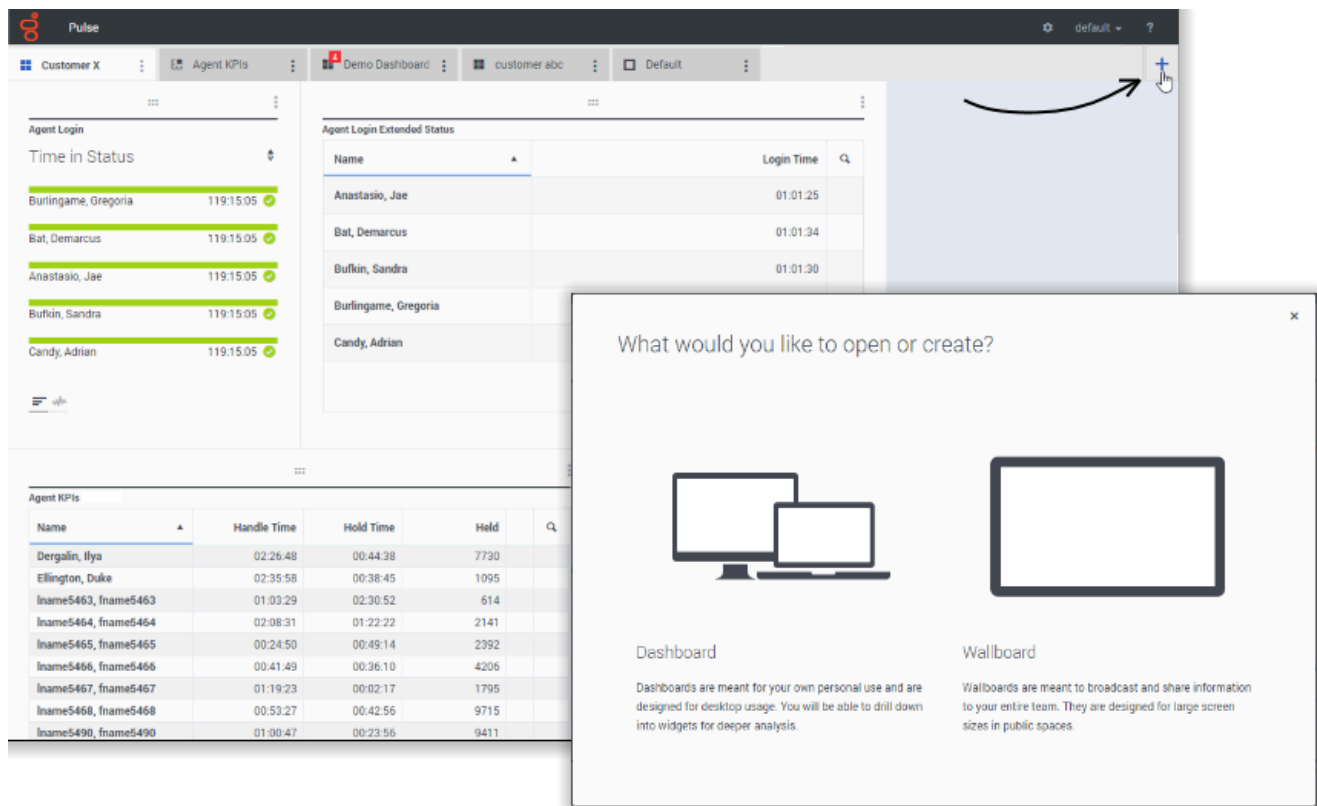 Pulse
default
?
Customer X
Agent KPIs
4
Demo Dashboard
customer abc
Default
+
Agent Login
Time in Status
Burlingame, Gregoria 119:15:05
Bat, Demarcus 119:15:05
Anastasio, Jae 119:15:05
Bufkin, Sandra 119:15:05
Candy, Adrian 119:15:05
Agent Login Extended Status
Name Login Time
Anastasio, Jae 01:01:25
Bat, Demarcus 01:01:34
Bufkin, Sandra 01:01:30
Burlingame, Gregoria
Candy, Adrian
Agent KPIs
Name Handle Time Hold Time Held
Dergalin, Ilya 02:26:48 00:44:38 7730
Ellington, Duke 02:35:58 00:38:45 1095
lname5463, fname5463 01:03:29 02:30:52 614
lname5464, fname5464 02:08:31 01:22:22 2141
lname5465, fname5465 00:24:50 00:49:14 2392
lname5466, fname5466 00:41:49 00:36:10 4206
lname5467, fname5467 01:19:23 00:02:17 1795
lname5468, fname5468 00:53:27 00:42:56 9715
lname5490, fname5490 01:00:47 00:23:56 9411
What would you like to open or create?
Dashboard
Dashboards are meant for your own personal use and are
designed for desktop usage. You will be able to drill down
into widgets for deeper analysis.
Wallboard
Wallboards are meant to broadcast and share information
to your entire team. They are designed for large screen
sizes in public spaces.